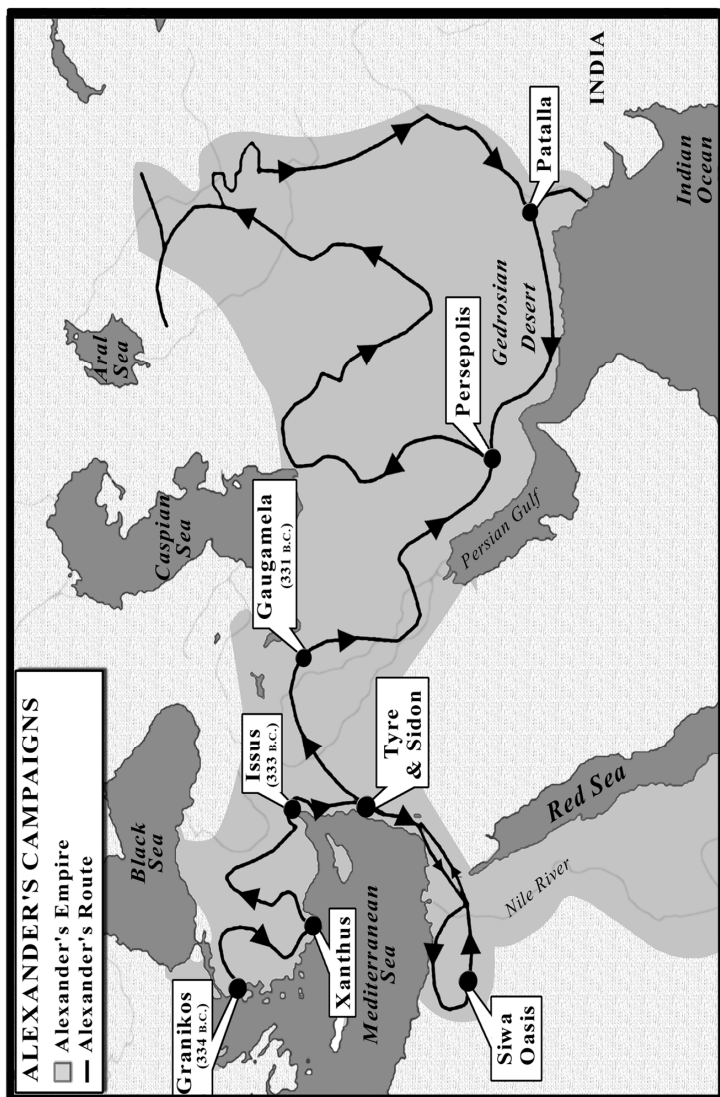 ALEXANDER'S CAMPAIGNS
Alexander's Empire
Alexander's Route
Black
Sea
Caspian
Sea
Aral
Sea
Granikos
(334 B.C.)
Issus
(333 B.C.)
Gaugamela
(331 B.C.)
Xanthus
Mediterranean
Sea
Tyre
& Sidon
Persepolis
Patalla
Gedrosian
Desert
INDIA
Siwa
Oasis
Nile River
Red Sea
Persian Gulf
Indian
Ocean